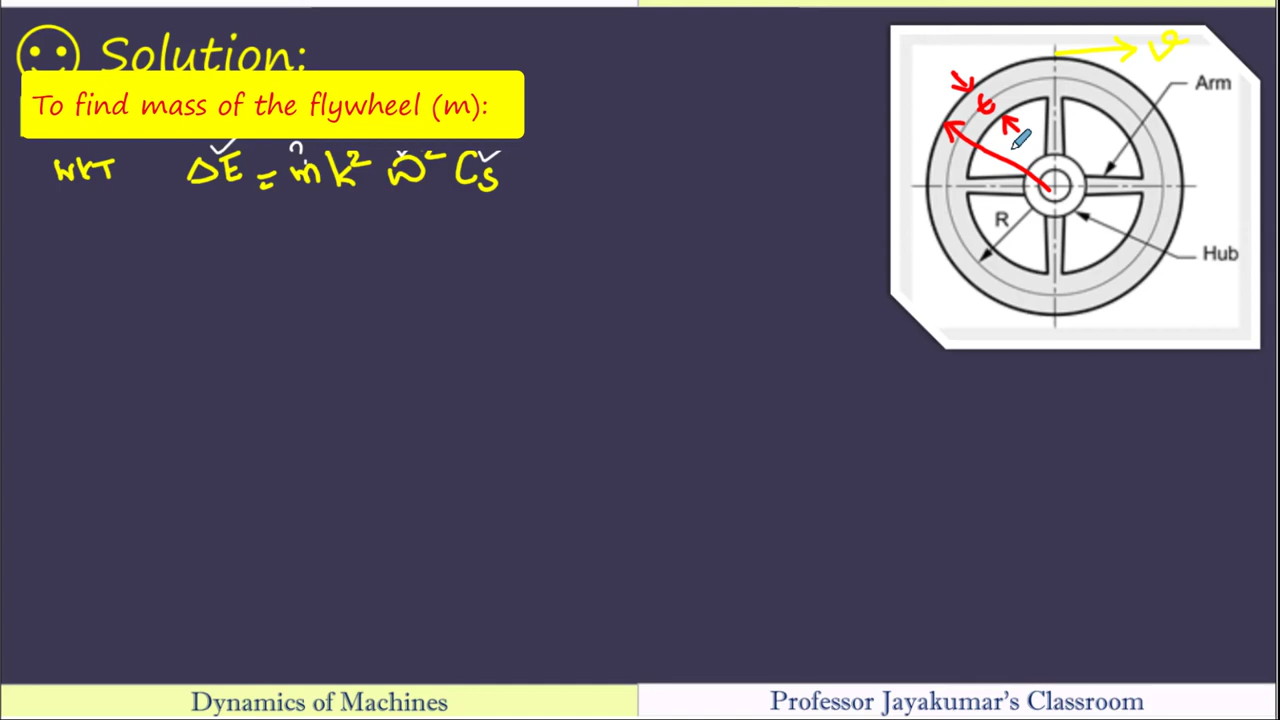 Solution:
To find mass of the flywheel (m):
WKT ΔE = m k² ω² Cs
?
v
t
Arm
R
Hub
Dynamics of Machines
Professor Jayakumar's Classroom